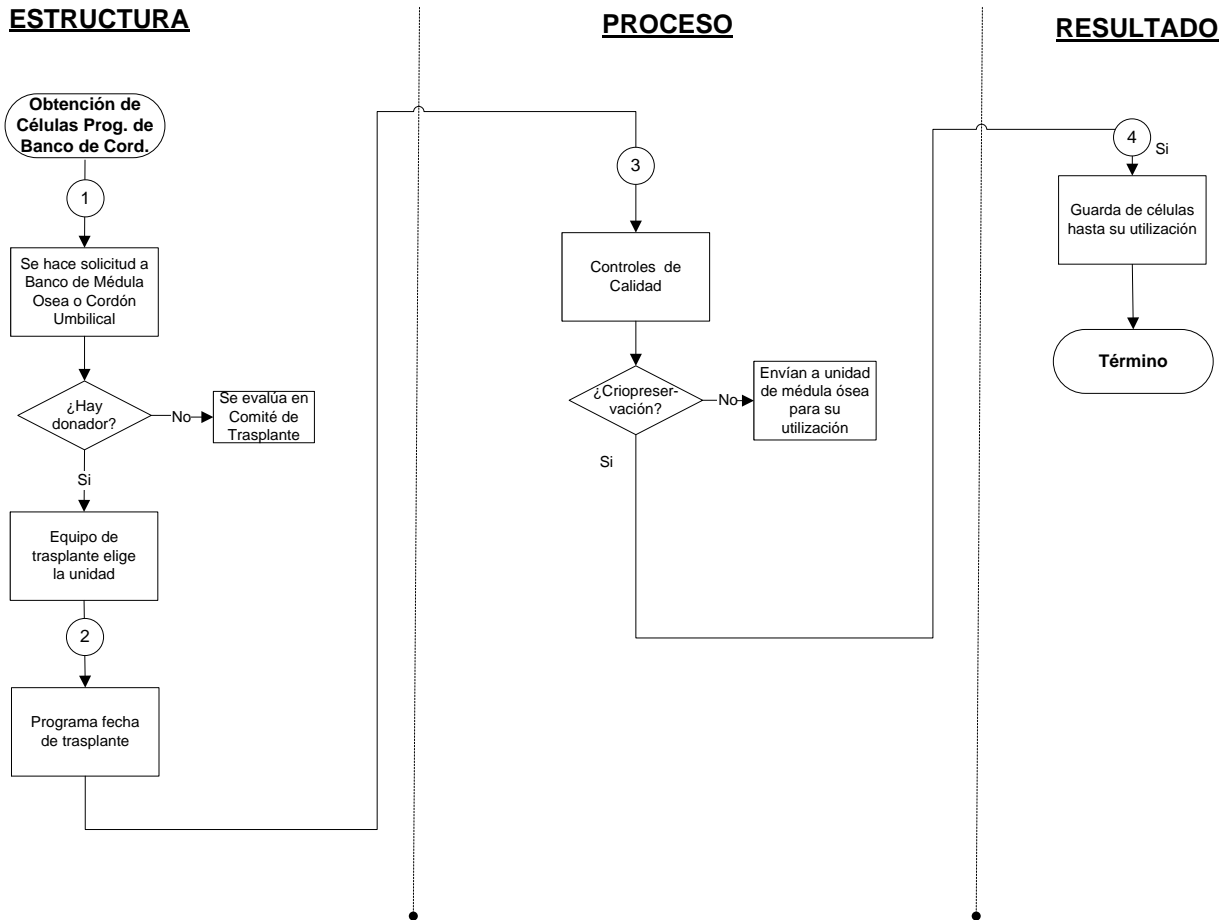 ESTRUCTURA
Obtención de
Células Prog. de
Banco de Cord.
1
Se hace solicitud a
Banco de Médula
Osea o Cordón
Umbilical
¿Hay
donador?
No
Se evalúa en
Comité de
Trasplante
Si
Equipo de
trasplante elige
la unidad
2
Programa fecha
de trasplante
PROCESO
3
Controles de
Calidad
¿Criopreser-
vación?
No
Envían a unidad
de médula ósea
para su
utilización
Si
RESULTADO
4
Si
Guarda de células
hasta su utilización
Término